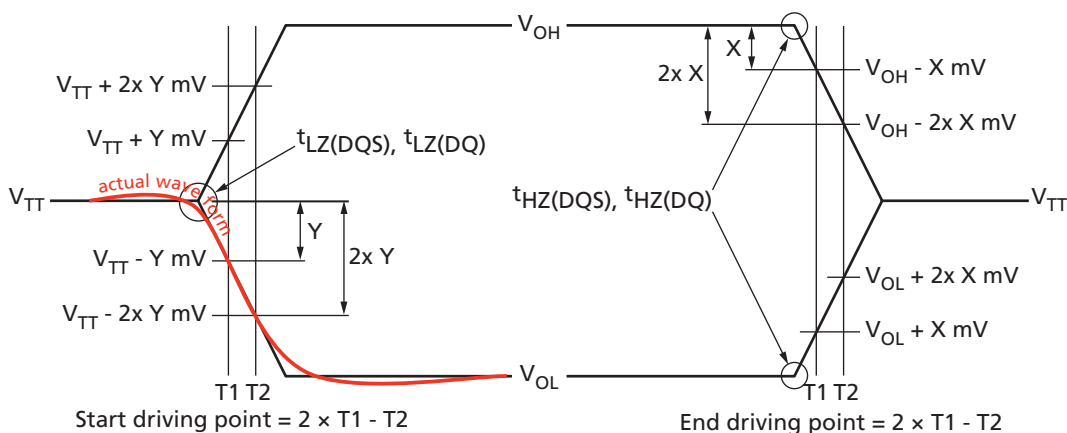 VOH
X
2x X
VTT + 2x Y mV
VOH - X mV
VTT + Y mV
VOH - 2x X mV
tLZ(DQS), tLZ(DQ)
actual wave form
VTT
tHZ(DQS), tHZ(DQ)
VTT
Y
2x Y
VTT - Y mV
VOL + 2x X mV
VTT - 2x Y mV
VOL + X mV
VOL
T1 T2
T1 T2
Start driving point = 2 × T1 - T2
End driving point = 2 × T1 - T2